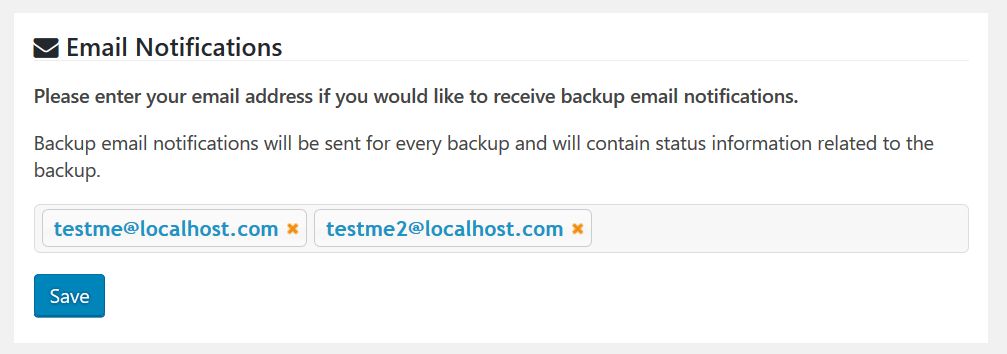 Email Notifications
Please enter your email address if you would like to receive backup email notifications.
Backup email notifications will be sent for every backup and will contain status information related to the
backup.
testme@localhost.com testme2@localhost.com
Save